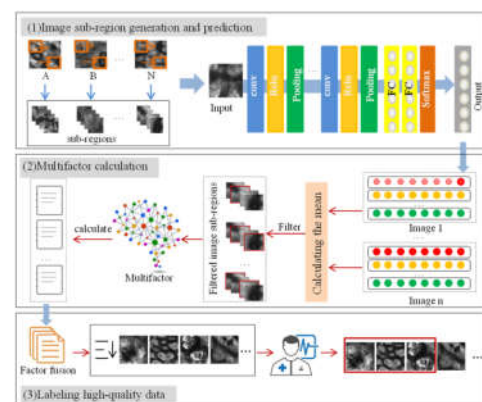 (1)Image sub-region generation and prediction
A
B
...
N
sub-regions
Input
conv
Relu
Pooling
...
conv
Relu
Pooling
FC
FC
Softmax
Output
(2)Multifactor calculation
calculate
Multifactor
Filtered image sub-regions
Filter
Calculating the mean
Image 1
...
Image n
Factor fusion
...
...
(3)Labeling high-quality data